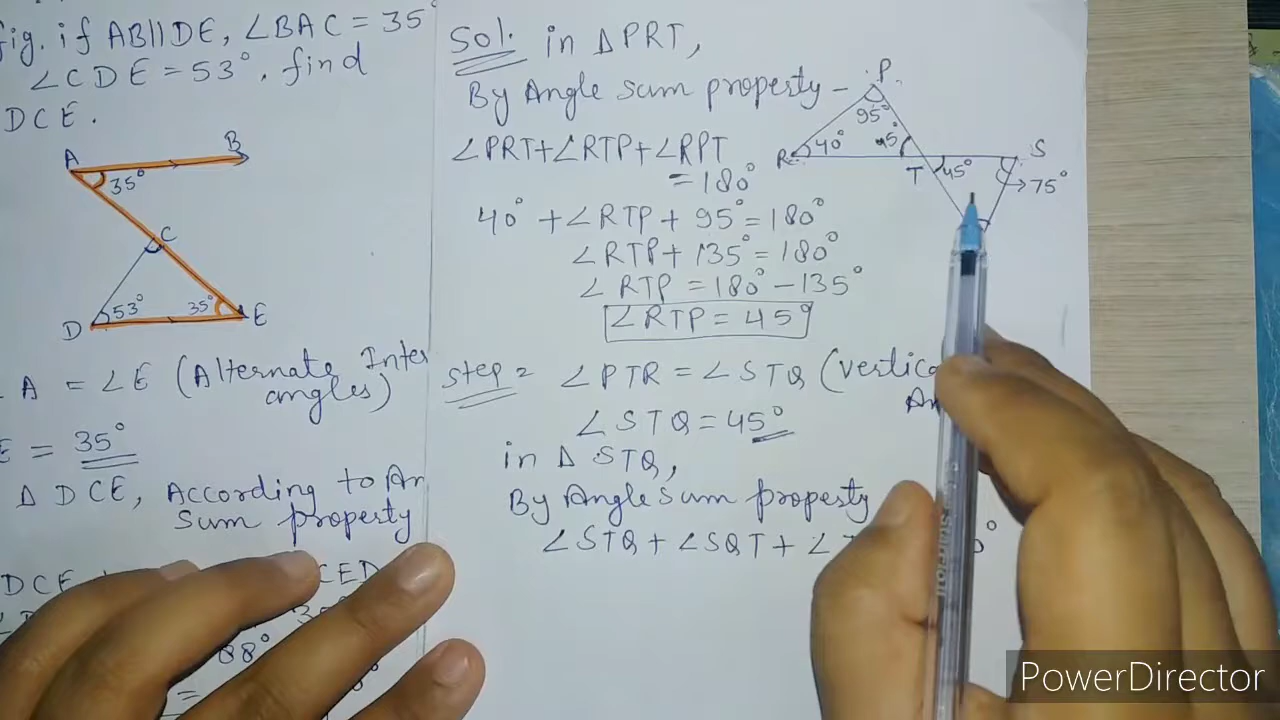 fig. if AB||DE, ∠BAC = 35°
∠CDE = 53°, find
DCE.
A
B
35°
C
D
53°
35°
E
A = ∠E (Alternate Inter
angles)
E = 35°
Δ DCE, According to An
Sum property
DCE
CED
88°
=
Sol. in ΔPRT,
By Angle sum property -
∠PRT+∠RTP+∠RPT
= 180°
40° + ∠RTP + 95° = 180°
∠RTP + 135° = 180°
∠RTP = 180° - 135°
∠RTP = 45°
P
95°
R
40°
45°
T
45°
S
75°
Step = ∠PTR = ∠STQ (vertica
An
∠STQ = 45°
in Δ STQ,
By Angle Sum property
∠STQ + ∠SQT + ∠
PowerDirector